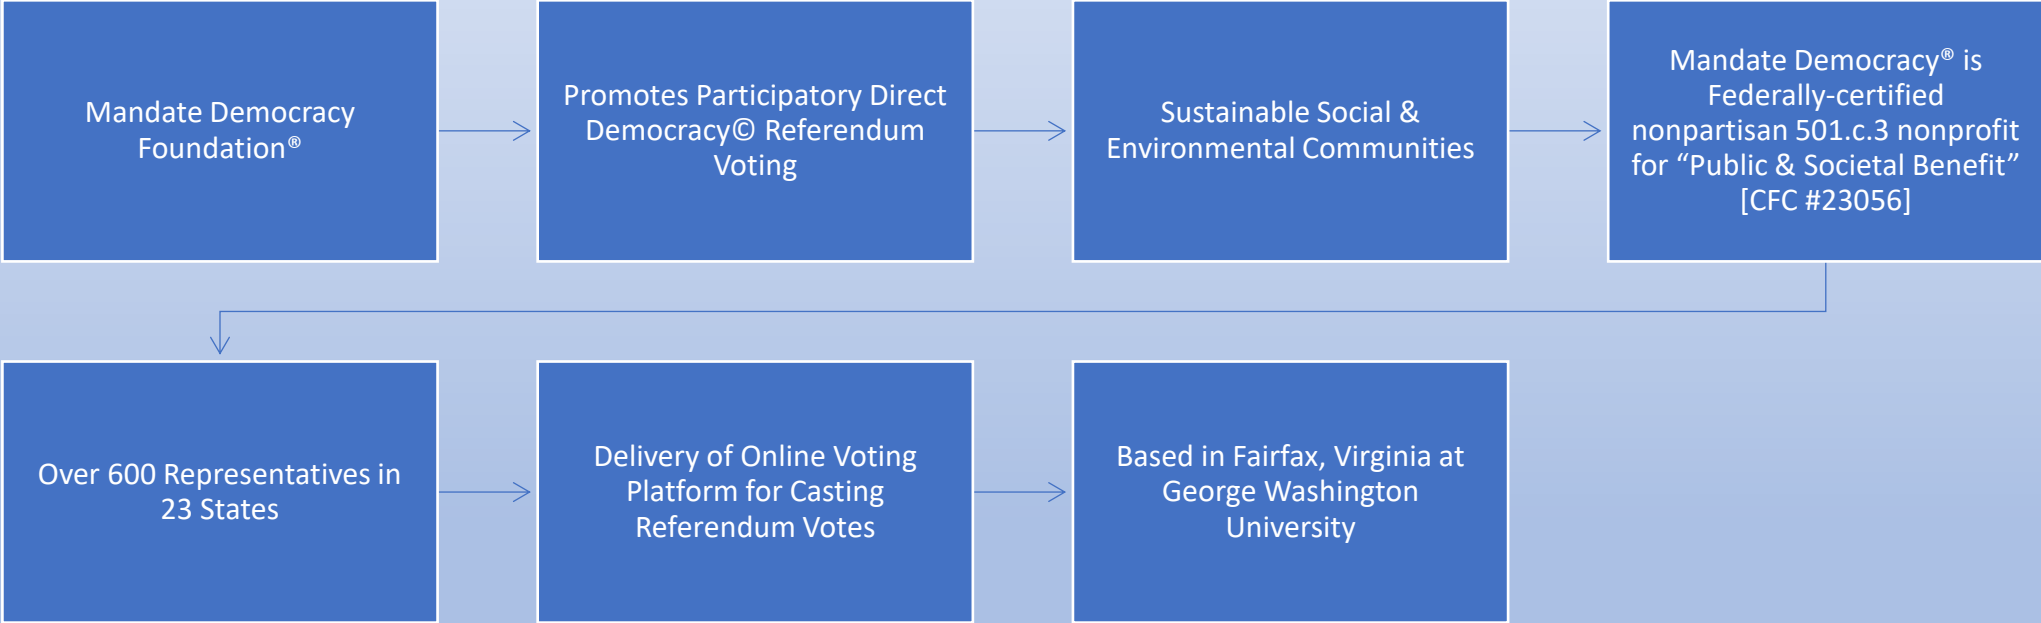 Mandate Democracy
Foundation®
Promotes Participatory Direct
Democracy© Referendum
Voting
Sustainable Social &
Environmental Communities
Mandate Democracy® is
Federally-certified
nonpartisan 501.c.3 nonprofit
for “Public & Societal Benefit”
[CFC #23056]
Over 600 Representatives in
23 States
Delivery of Online Voting
Platform for Casting
Referendum Votes
Based in Fairfax, Virginia at
George Washington
University